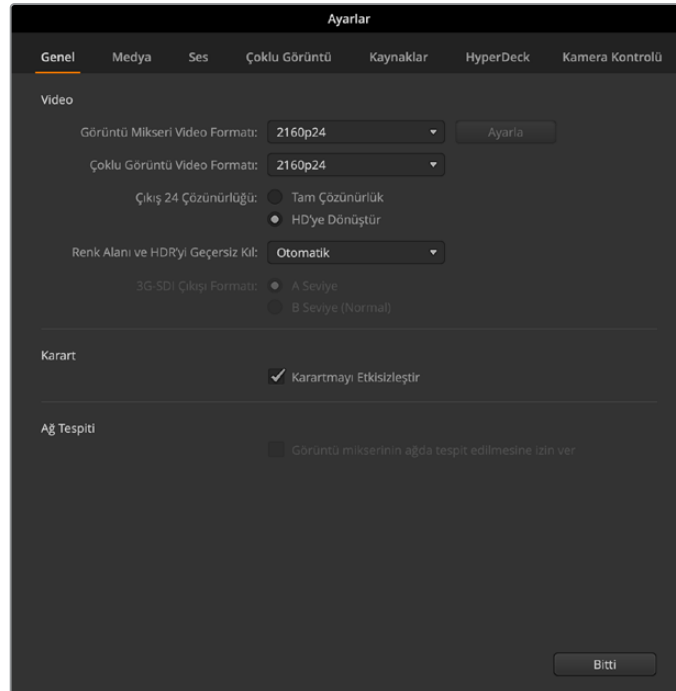 Ayarlar
Genel Medya Ses Çoklu Görüntü Kaynaklar HyperDeck Kamera Kontrolü
Video
Görüntü Mikseri Video Formatı: 2160p24 Ayarla
Çoklu Görüntü Video Formatı: 2160p24
Çıkış 24 Çözünürlüğü: Tam Çözünürlük
HD'ye Dönüştür
Renk Alanı ve HDR'yi Geçersiz Kıl: Otomatik
3G-SDI Çıkışı Formatı: A Seviye
B Seviye (Normal)
Karart
Karartmayı Etkisizleştir
Ağ Tespiti
Görüntü mikserinin ağda tespit edilmesine izin ver
Bitti